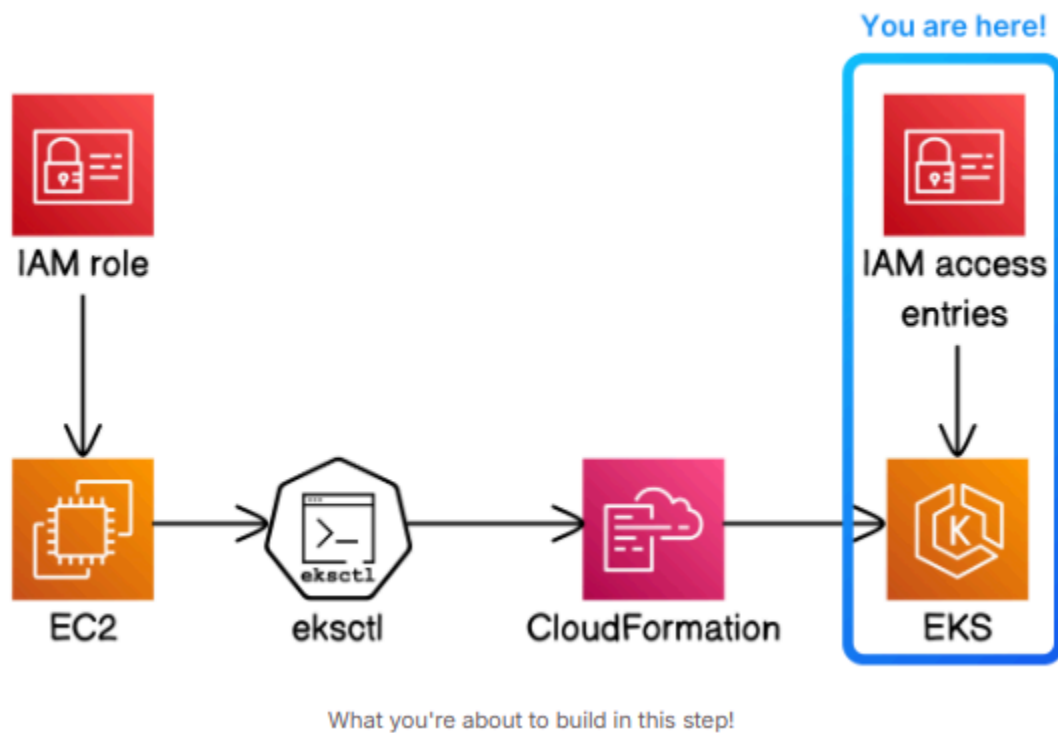 You are here!
IAM role
IAM access
entries
>_
eksctl
K
EC2
eksctl
CloudFormation
EKS
What you're about to build in this step!